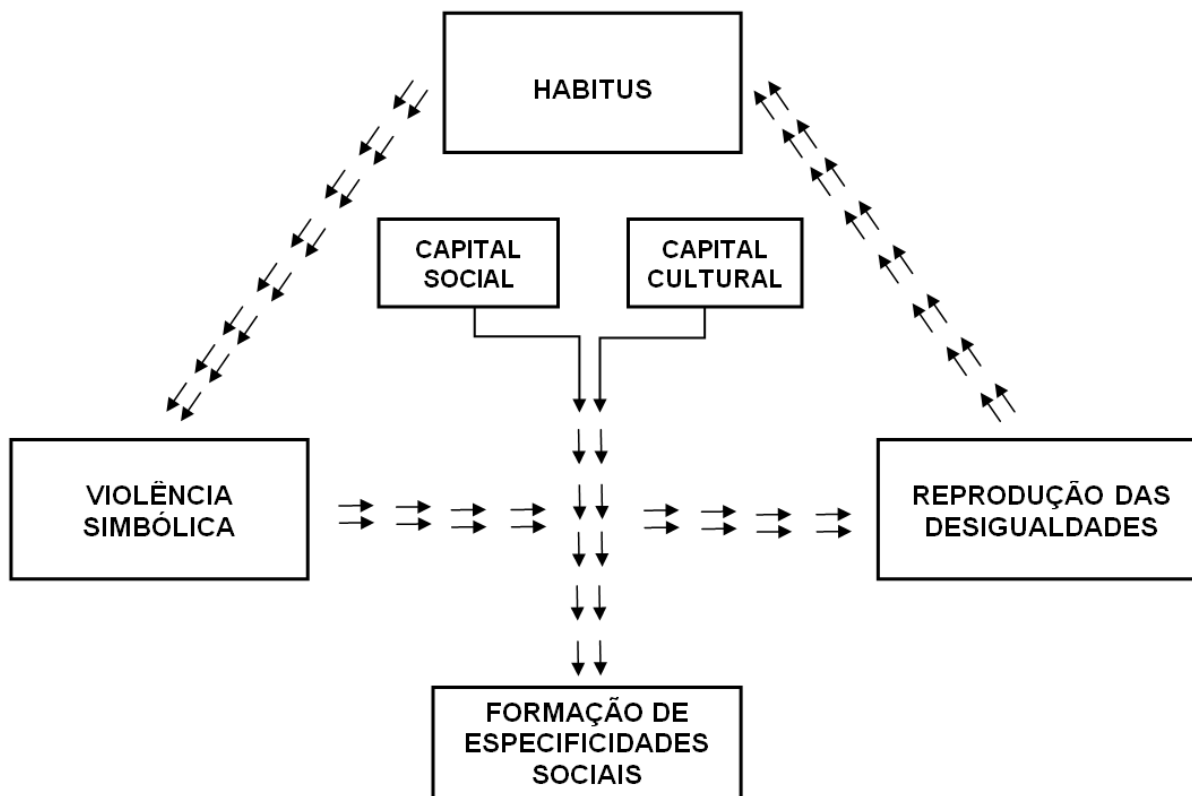 HABITUS
CAPITAL
SOCIAL
CAPITAL
CULTURAL
VIOLÊNCIA
SIMBÓLICA
REPRODUÇÃO DAS
DESIGUALDADES
FORMAÇÃO DE
ESPECIFICIDADES
SOCIAIS